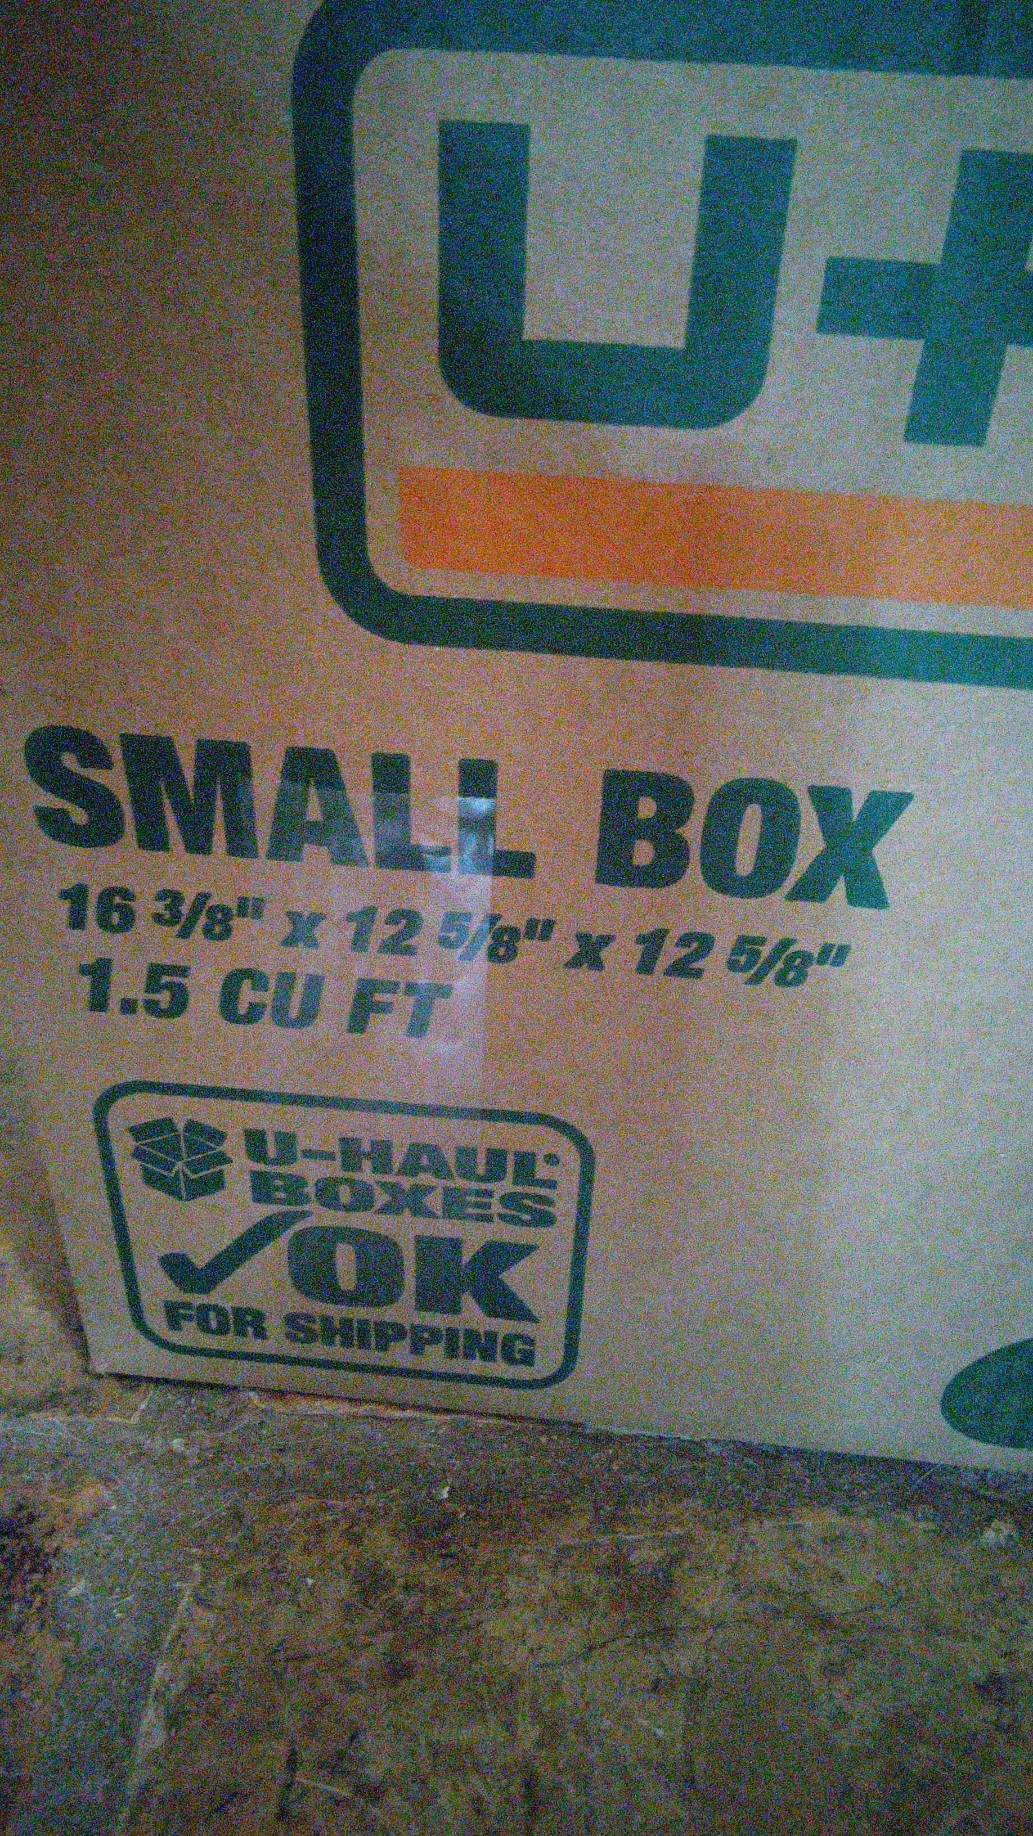 U-H
SMALL BOX
16 3/8" x 12 5/8" x 12 5/8"
1.5 CU FT
U-HAUL®
BOXES
✓OK
FOR SHIPPING